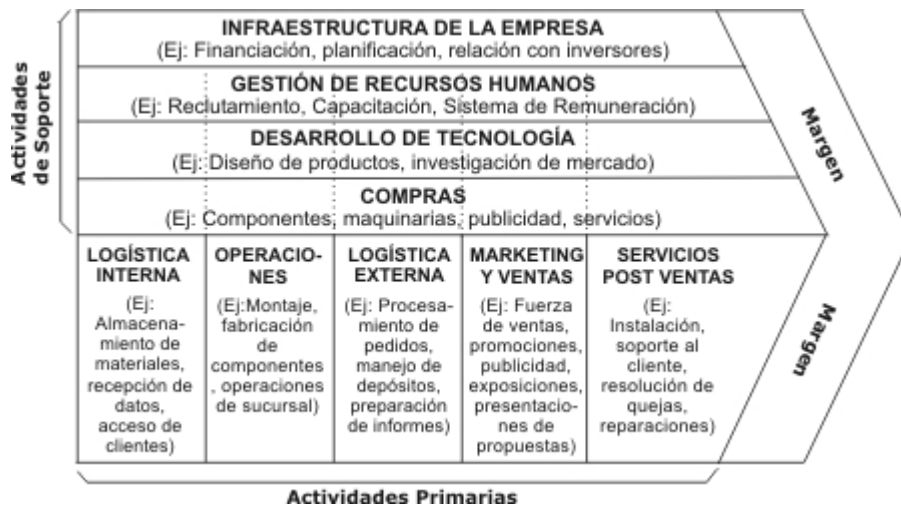 Actividades
de Soporte
INFRAESTRUCTURA DE LA EMPRESA
(Ej: Financiación, planificación, relación con inversores)
GESTIÓN DE RECURSOS HUMANOS
(Ej: Reclutamiento, Capacitación, Sistema de Remuneración)
DESARROLLO DE TECNOLOGÍA
(Ej: Diseño de productos, investigación de mercado)
COMPRAS
(Ej: Componentes, maquinarias, publicidad, servicios)
Margen
LOGÍSTICA
INTERNA
(Ej:
Almacena-
miento de
materiales,
recepción de
datos,
acceso de
clientes)
OPERACIO-
NES
(Ej:Montaje,
fabricación
de
componentes
, operaciones
de sucursal)
LOGÍSTICA
EXTERNA
(Ej: Procesa-
miento de
pedidos,
manejo de
depósitos,
preparación
de informes)
MARKETING
Y VENTAS
(Ej: Fuerza
de ventas,
promociones,
publicidad,
exposiciones,
presentacio-
nes de
propuestas)
SERVICIOS
POST VENTAS
(Ej:
Instalación,
soporte al
cliente,
resolución de
quejas,
reparaciones)
Margen
Actividades Primarias